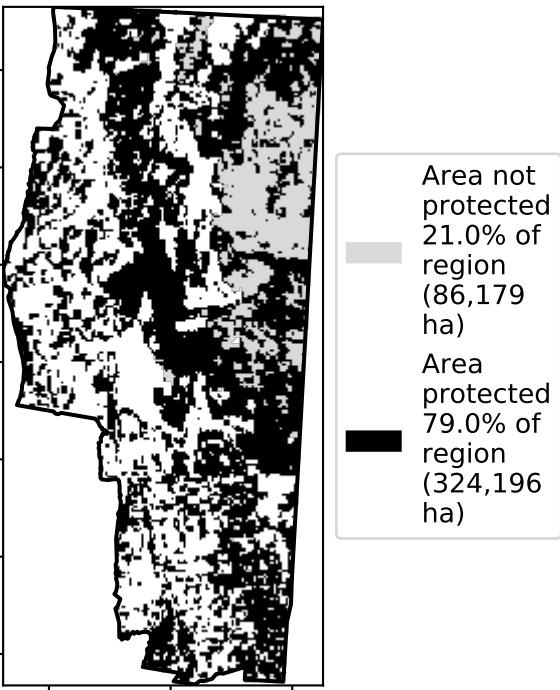 Area not
protected
21.0% of
region
(86,179
ha)
Area
protected
79.0% of
region
(324,196
ha)